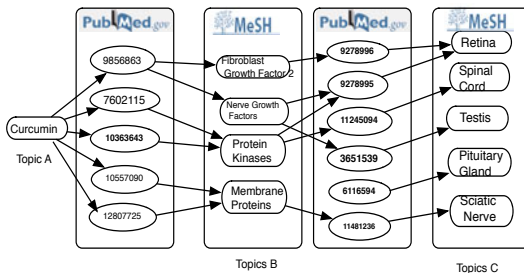 PubMed.gov
MeSH
PubMed.gov
MeSH
Curcumin
Topic A
9856863
7602115
10363643
10557090
12807725
Fibroblast
Growth Factor 2
Nerve Growth
Factors
Protein
Kinases
Membrane
Proteins
Topics B
9278996
9278995
11245094
3651539
6116594
11481236
Retina
Spinal
Cord
Testis
Pituitary
Gland
Sciatic
Nerve
Topics C